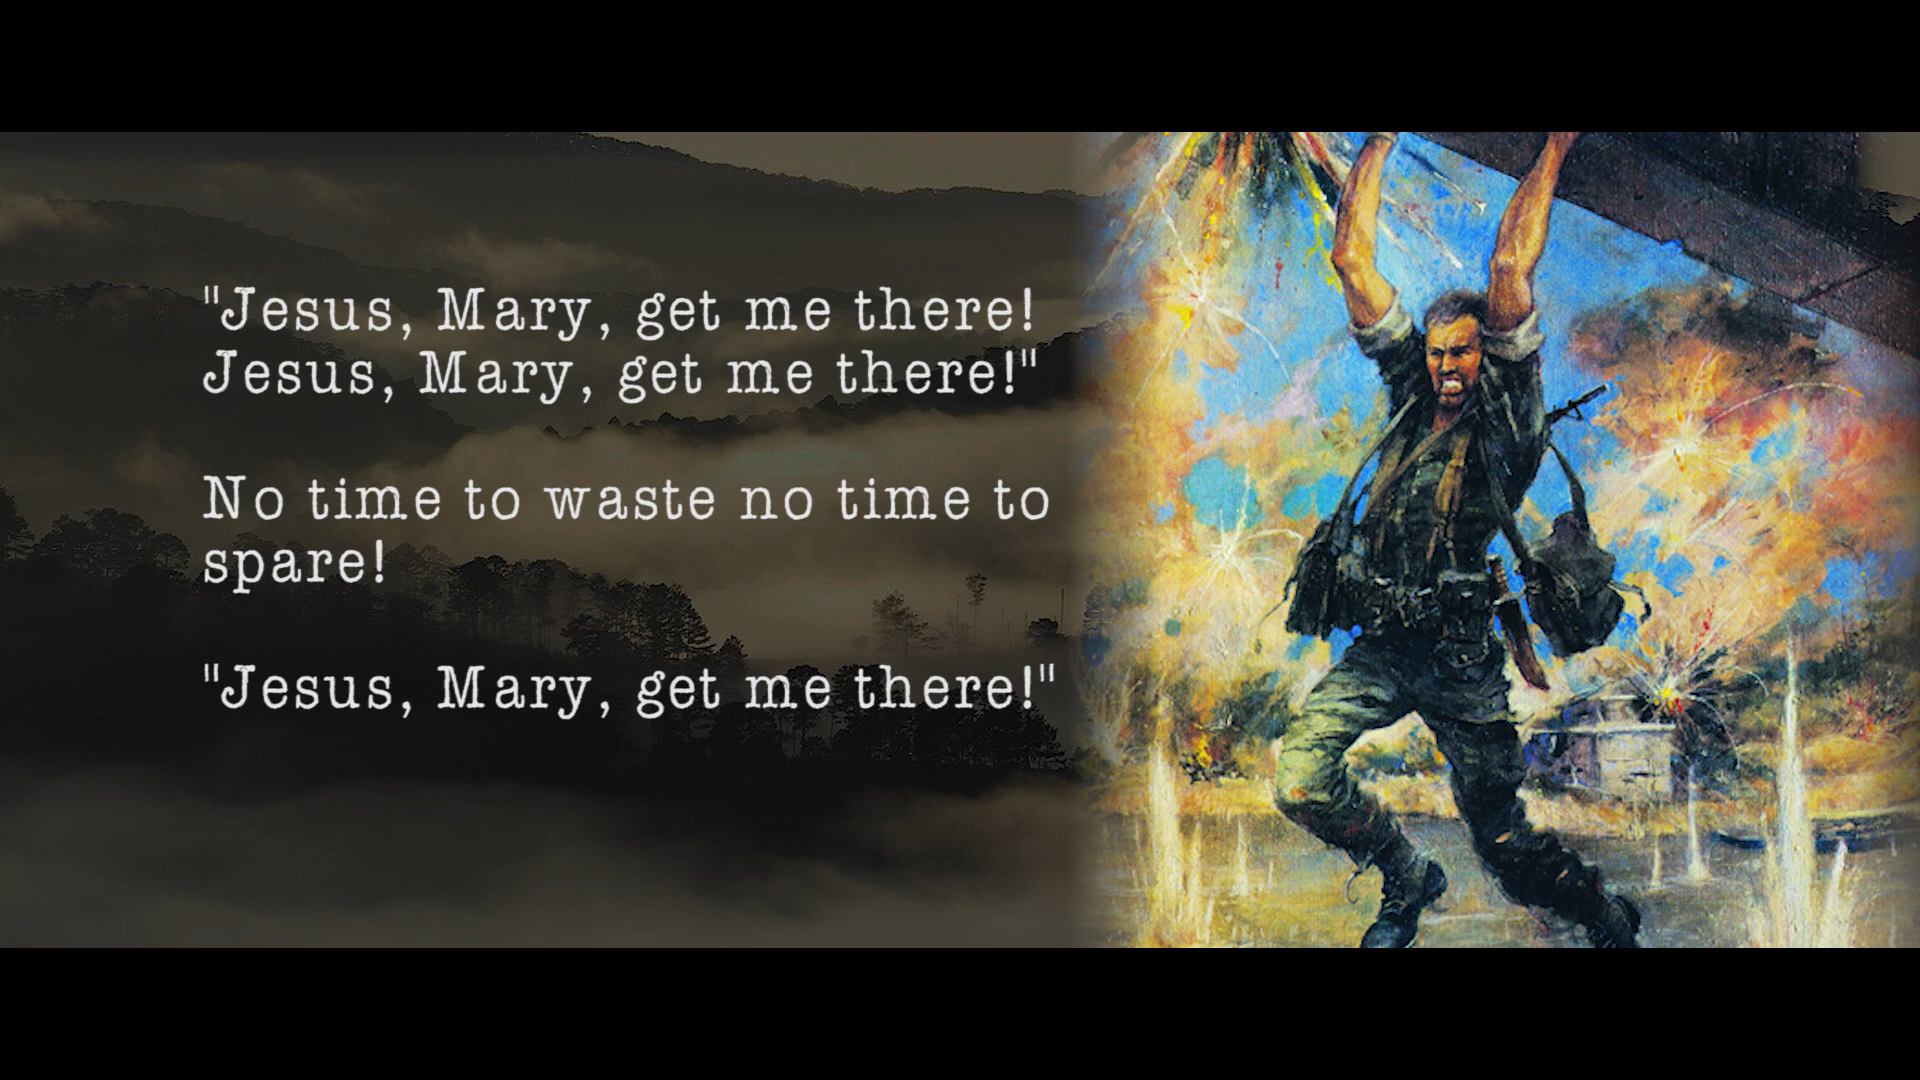 "Jesus, Mary, get me there!
Jesus, Mary, get me there!"
No time to waste no time to
spare!
"Jesus, Mary, get me there!"